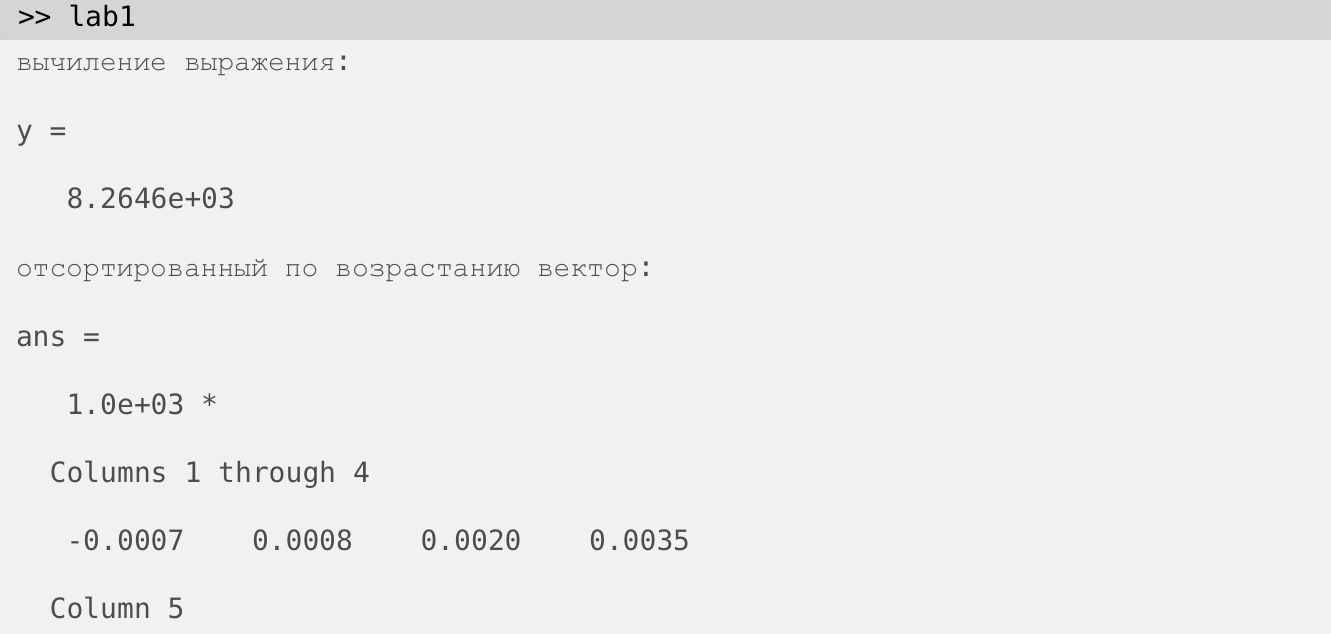 >> lab1
вычиление выражения:
y =
8.2646e+03
отсортированный по возрастанию вектор:
ans =
1.0e+03 *
Columns 1 through 4
-0.0007 0.0008 0.0020 0.0035
Column 5